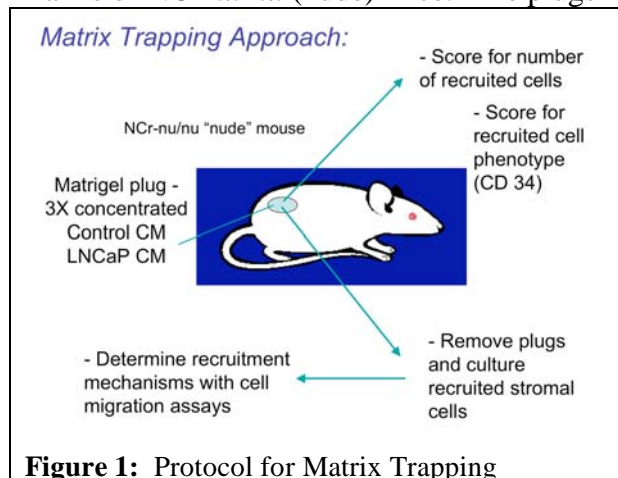 Matrix Trapping Approach:
- Score for number
of recruited cells
NCr-nu/nu "nude" mouse
- Score for
recruited cell
phenotype
(CD 34)
Matrigel plug -
3X concentrated
Control CM
LNCaP CM
- Remove plugs
and culture
recruited stromal
cells
- Determine recruitment
mechanisms with cell
migration assays
Figure 1: Protocol for Matrix Trapping